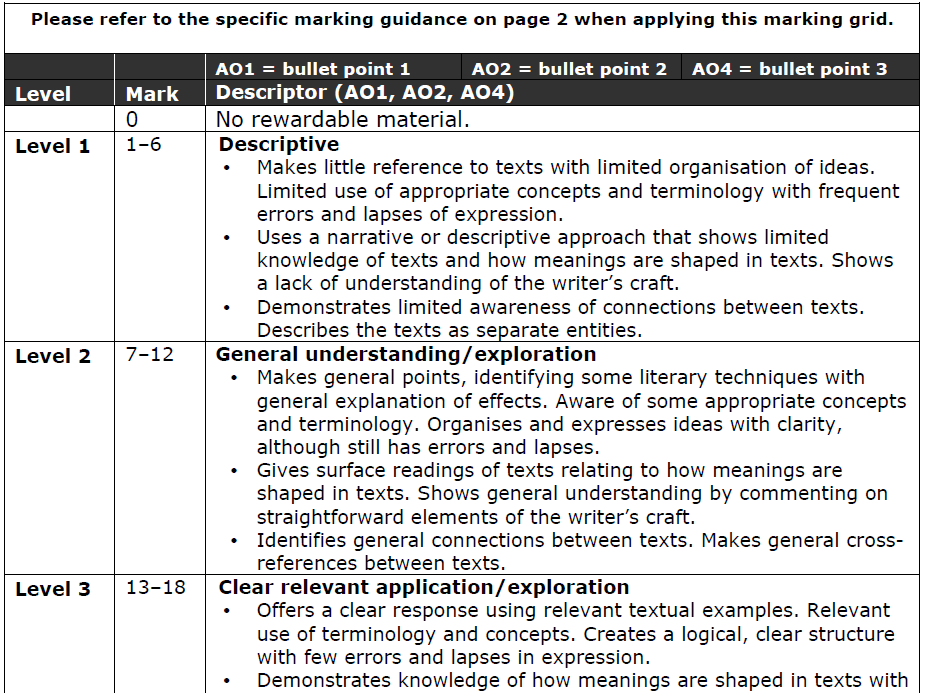 Please refer to the specific marking guidance on page 2 when applying this marking grid.
AO1 = bullet point 1 AO2 = bullet point 2 AO4 = bullet point 3
Level Mark Descriptor (AO1, AO2, AO4)
0 No rewardable material.
Level 1 1–6 Descriptive
• Makes little reference to texts with limited organisation of ideas.
Limited use of appropriate concepts and terminology with frequent
errors and lapses of expression.
• Uses a narrative or descriptive approach that shows limited
knowledge of texts and how meanings are shaped in texts. Shows
a lack of understanding of the writer’s craft.
• Demonstrates limited awareness of connections between texts.
Describes the texts as separate entities.
Level 2 7–12 General understanding/exploration
• Makes general points, identifying some literary techniques with
general explanation of effects. Aware of some appropriate concepts
and terminology. Organises and expresses ideas with clarity,
although still has errors and lapses.
• Gives surface readings of texts relating to how meanings are
shaped in texts. Shows general understanding by commenting on
straightforward elements of the writer’s craft.
• Identifies general connections between texts. Makes general cross-
references between texts.
Level 3 13–18 Clear relevant application/exploration
• Offers a clear response using relevant textual examples. Relevant
use of terminology and concepts. Creates a logical, clear structure
with few errors and lapses in expression.
• Demonstrates knowledge of how meanings are shaped in texts with